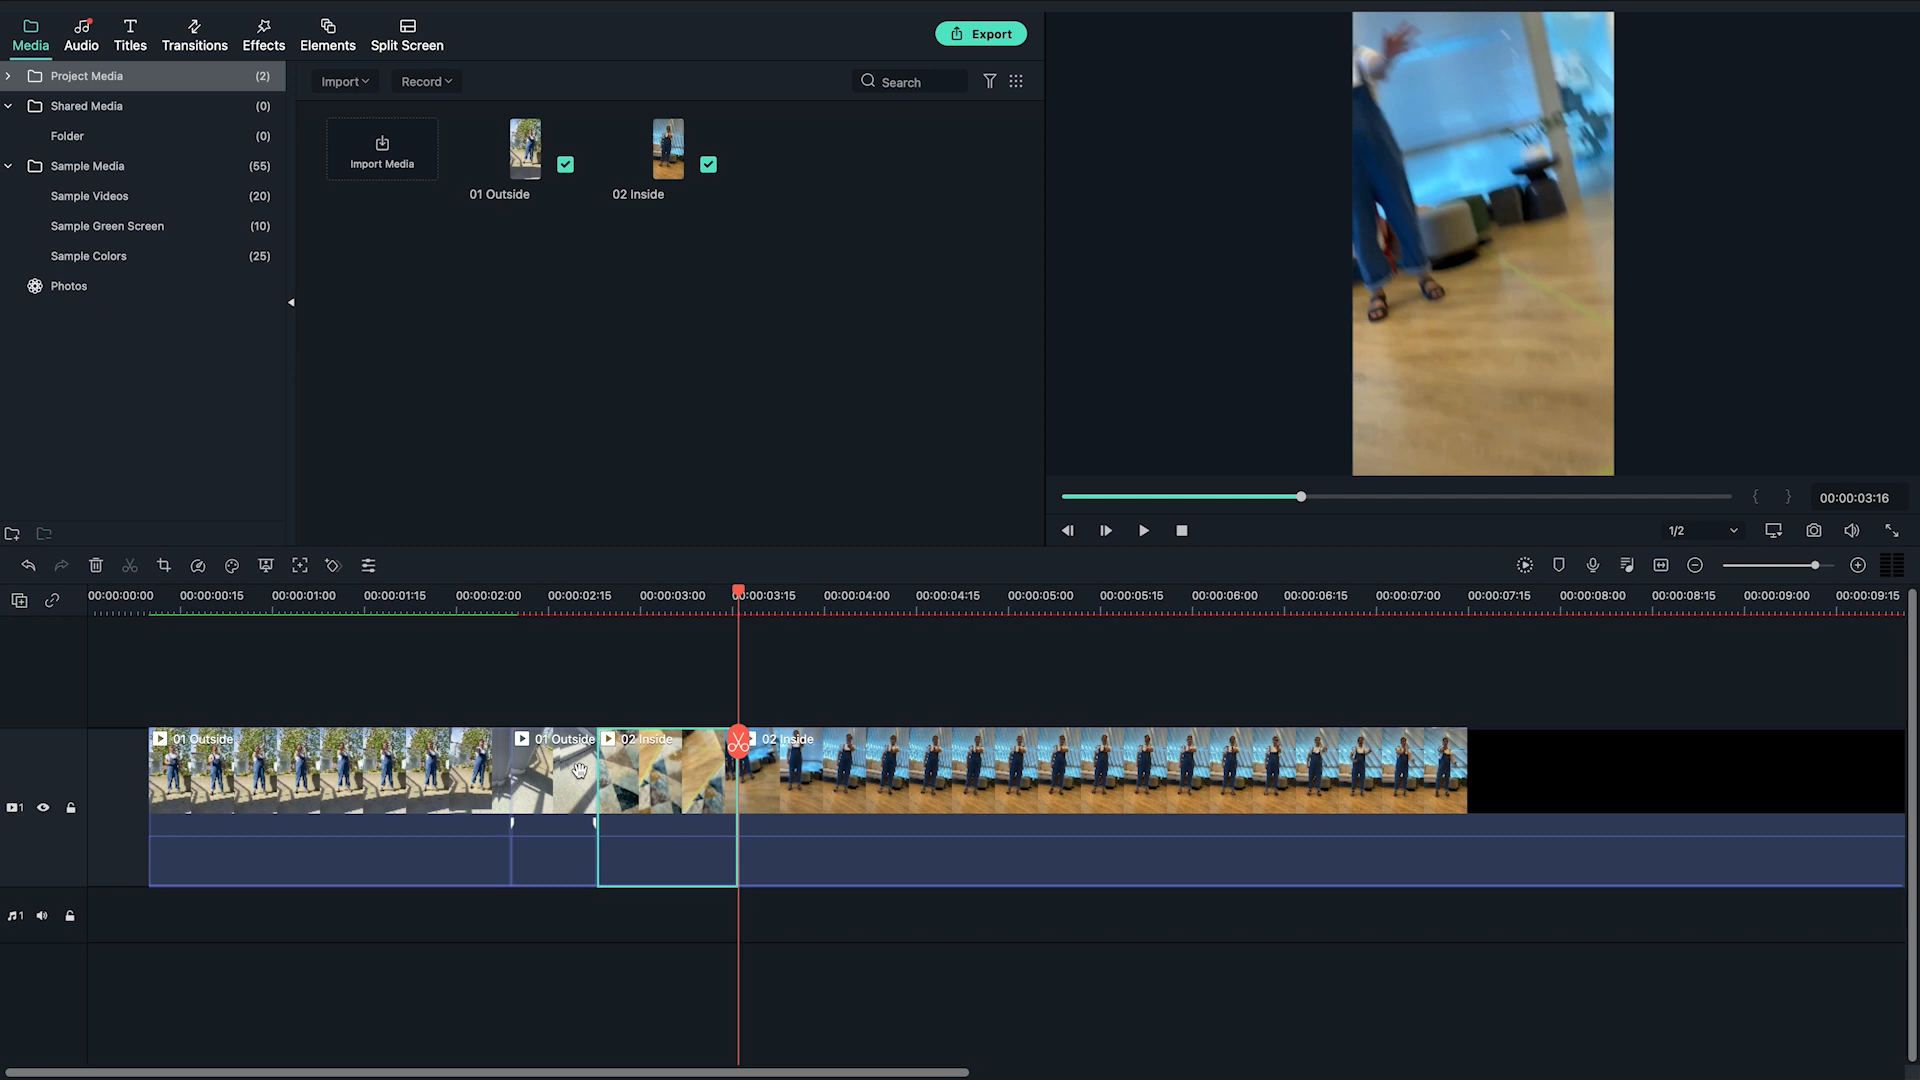 Media Audio Titles Transitions Effects Elements Split Screen
Export
Project Media (2)
Shared Media (0)
Folder (0)
Sample Media (55)
Sample Videos (20)
Sample Green Screen (10)
Sample Colors (25)
Photos
Import Record Search
Import Media
01 Outside
02 Inside
{ } 00:00:03:16
1/2
00:00:00:00 00:00:00:15 00:00:01:00 00:00:01:15 00:00:02:00 00:00:02:15 00:00:03:00 00:00:03:15 00:00:04:00 00:00:04:15 00:00:05:00 00:00:05:15 00:00:06:00 00:00:06:15 00:00:07:00 00:00:07:15 00:00:08:00 00:00:08:15 00:00:09:00 00:00:09:15
01 Outside 01 Outside 02 Inside 02 Inside
1
1